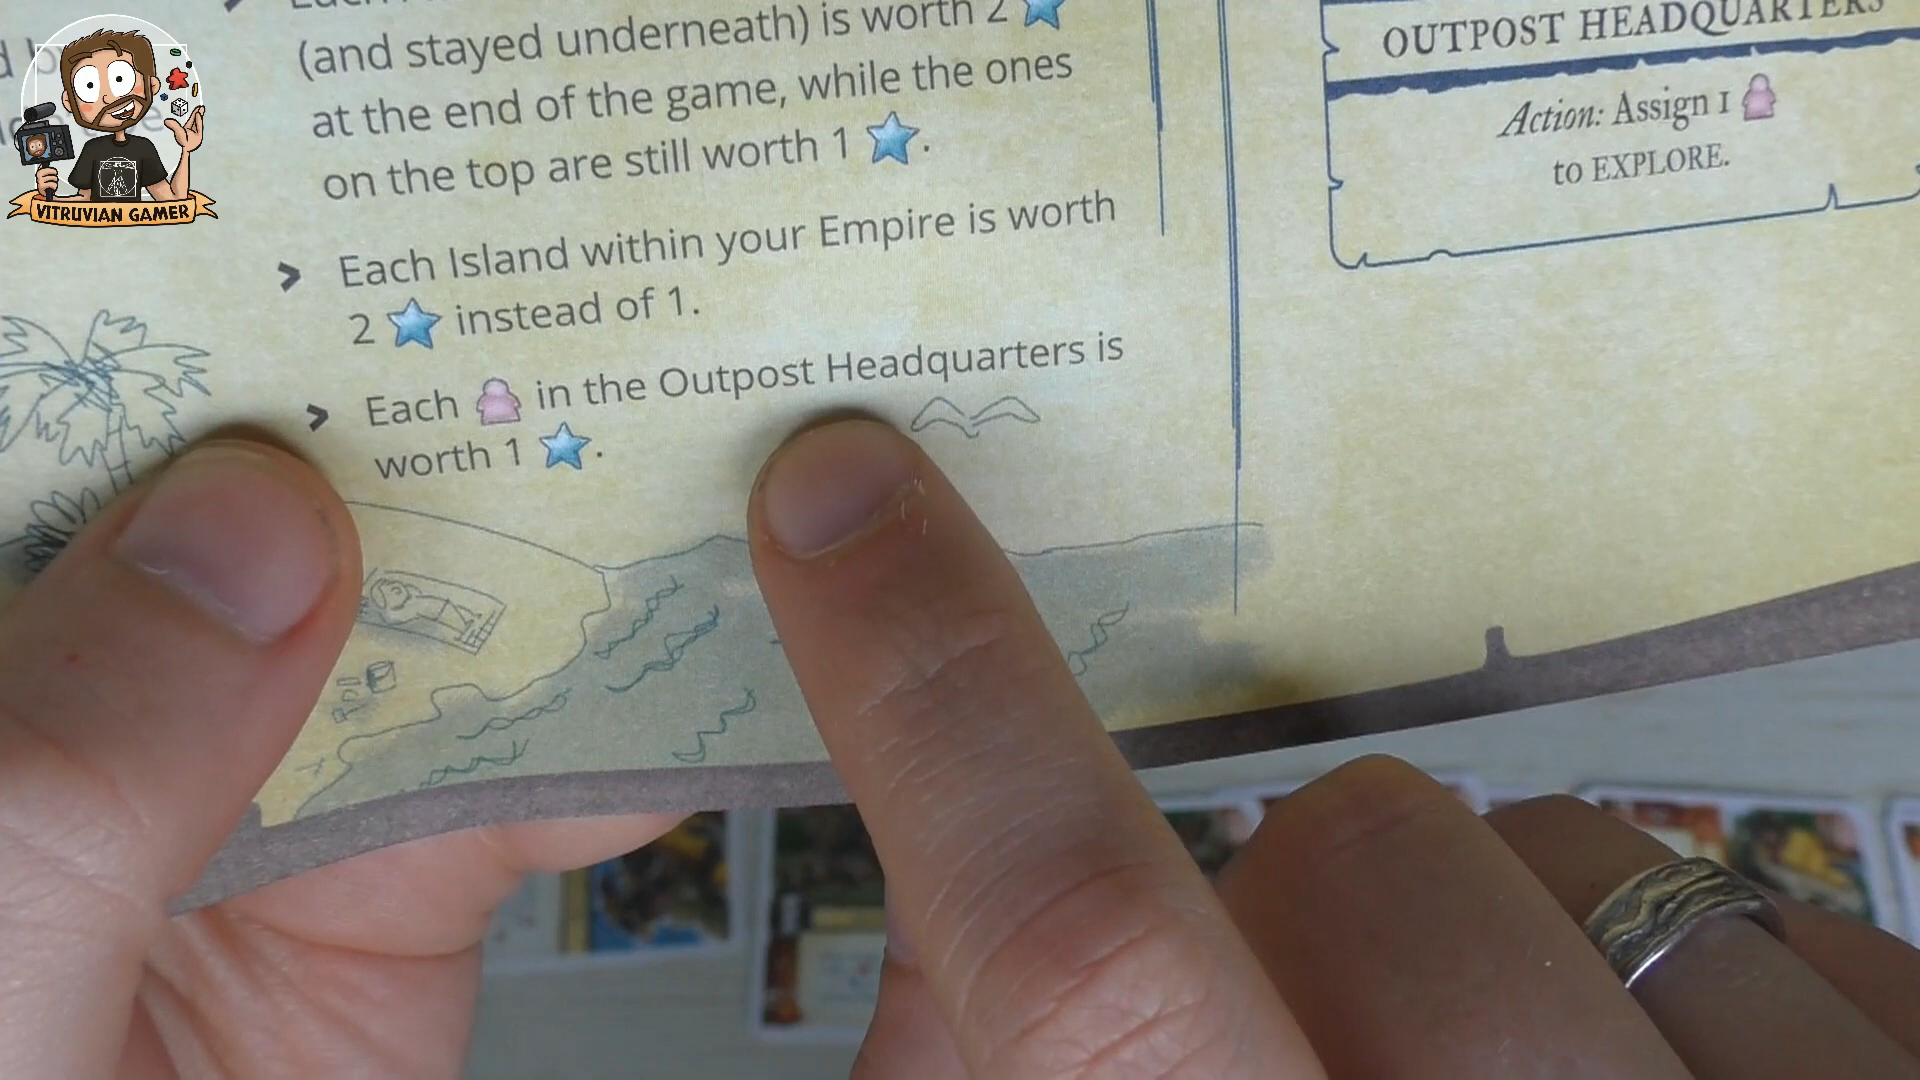 (and stayed underneath) is worth 2
at the end of the game, while the ones
on the top are still worth 1 .
> Each Island within your Empire is worth
2 instead of 1.
> Each in the Outpost Headquarters is
worth 1 .
OUTPOST HEADQUARTERS
Action: Assign 1
to EXPLORE.
VITRUVIAN GAMER